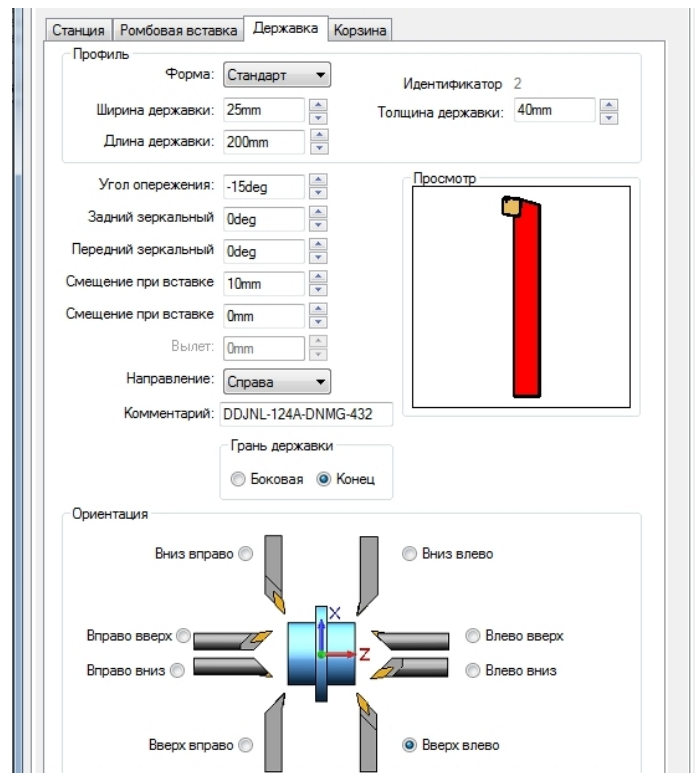 Станция Ромбовая вставка Державка Корзина
Профиль
Форма: Стандарт
Идентификатор 2
Ширина державки: 25mm
Толщина державки: 40mm
Длина державки: 200mm
Угол опережения: -15deg
Просмотр
Задний зеркальный 0deg
Передний зеркальный 0deg
Смещение при вставке 10mm
Смещение при вставке 0mm
Вылет: 0mm
Направление: Справа
Комментарий: DDJNL-124A-DNMG-432
Грань державки
Боковая Конец
Ориентация
Вниз вправо Вниз влево
X
Вправо вверх Влево вверх
Z
Вправо вниз Влево вниз
Вверх вправо Вверх влево